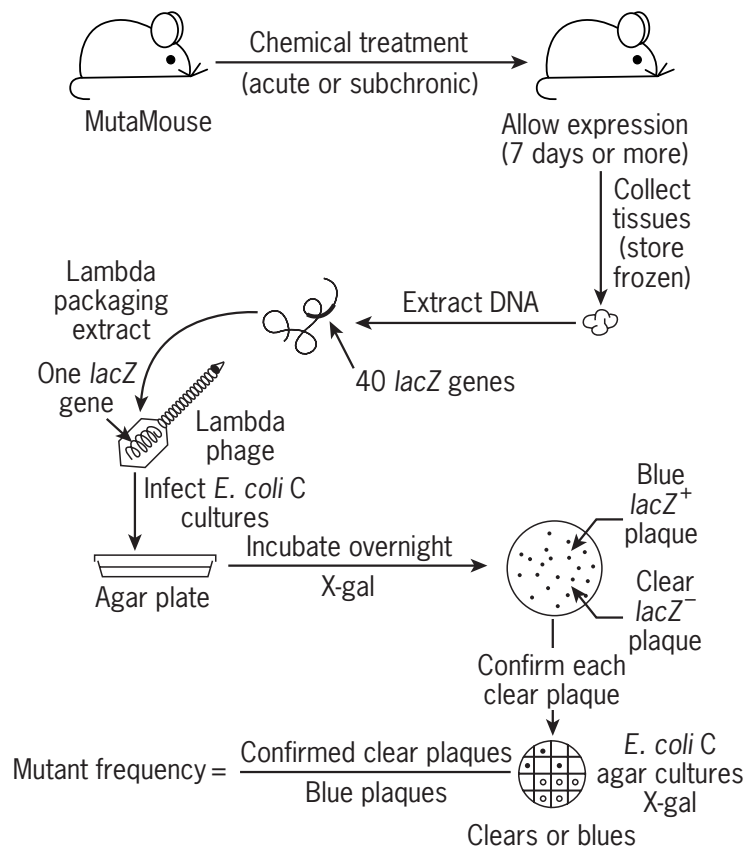 Chemical treatment
(acute or subchronic)
MutaMouse
Allow expression
(7 days or more)
Collect
tissues
(store
frozen)
Extract DNA
40 lacZ genes
Lambda
packaging
extract
One lacZ
gene
Lambda
phage
Infect E. coli C
cultures
Agar plate
Incubate overnight
X-gal
Blue
lacZ⁺
plaque
Clear
lacZ⁻
plaque
Confirm each
clear plaque
E. coli C
agar cultures
X-gal
Clears or blues
Mutant frequency =
Confirmed clear plaques
Blue plaques